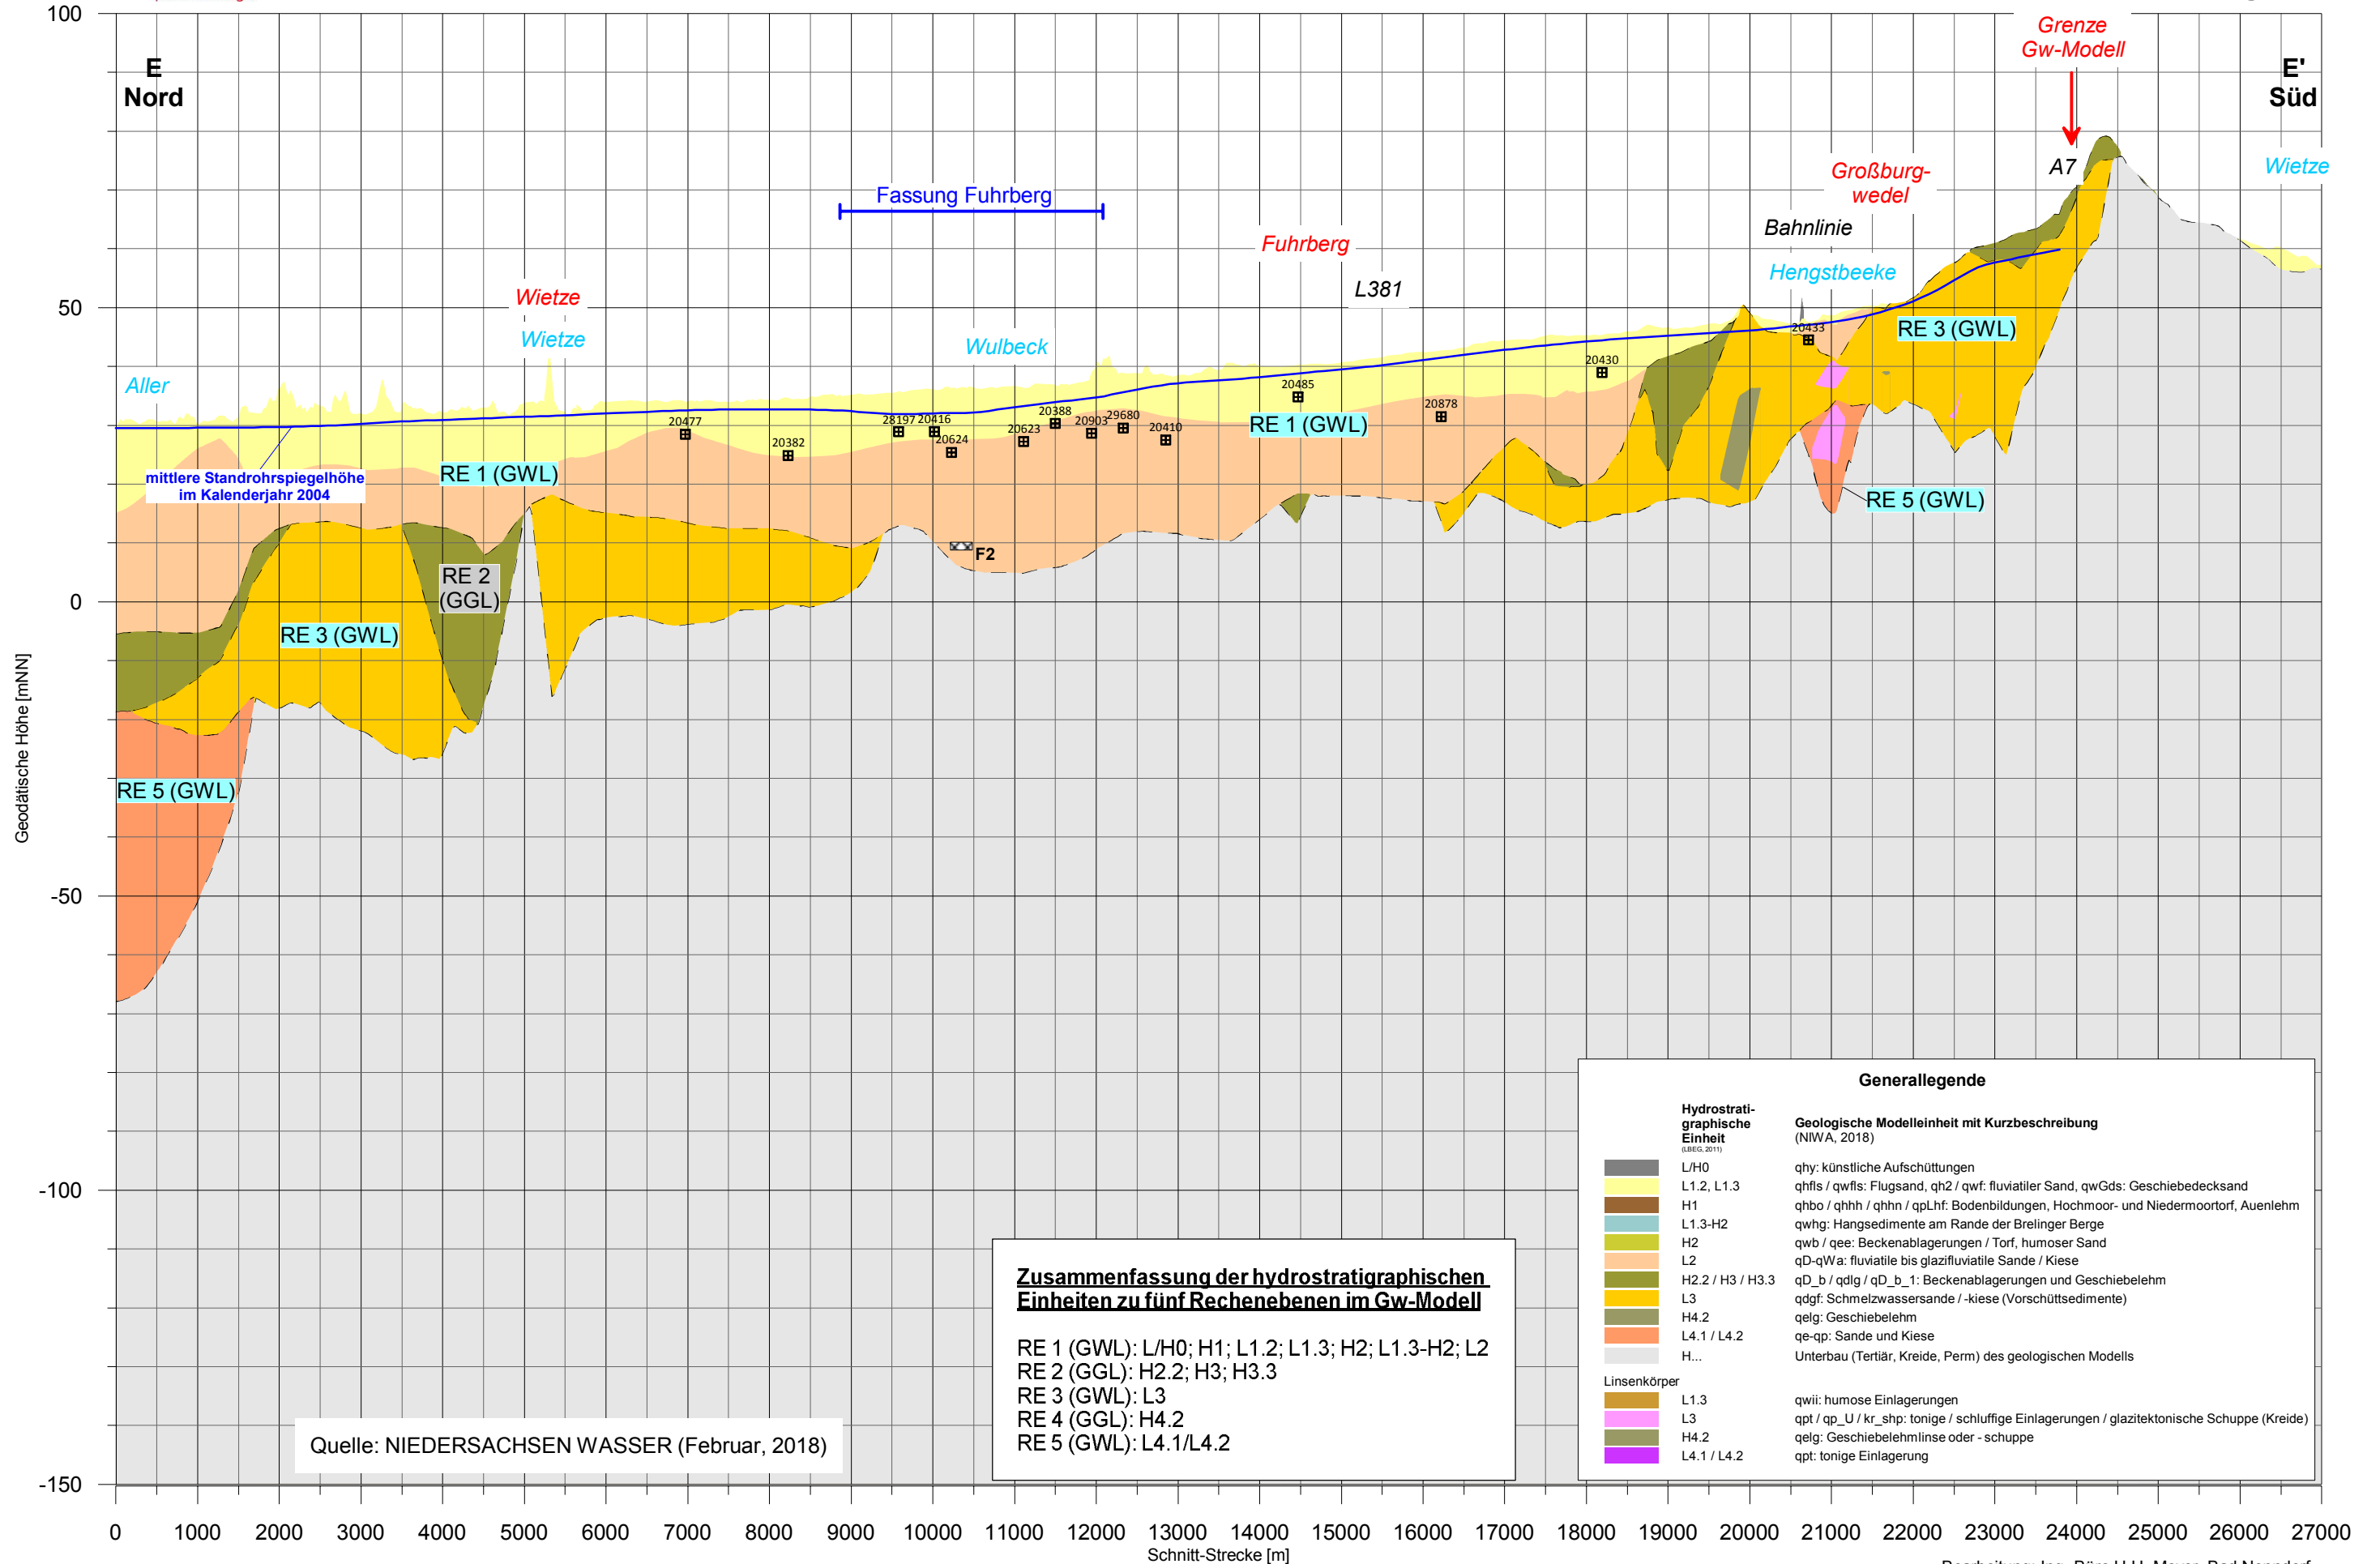 100
50
0
-50
-100
-150
Geodätische Höhe [mNN]
E
Nord
E'
Süd
Grenze
Gw-Modell
A7
Wietze
Großburg-
wedel
Bahnlinie
Hengstbeeke
Fassung Fuhrberg
Fuhrberg
L381
Wietze
Wietze
Wulbeck
Aller
mittlere Standrohrspiegelhöhe
im Kalenderjahr 2004
20477
20382
28197
20416
20624
20623
20388
20903
29680
20410
20485
20878
20430
20433
RE 1 (GWL)
RE 1 (GWL)
RE 2
(GGL)
RE 3 (GWL)
RE 3 (GWL)
RE 5 (GWL)
RE 5 (GWL)
F2
Quelle: NIEDERSACHSEN WASSER (Februar, 2018)
Zusammenfassung der hydrostratigraphischen
Einheiten zu fünf Rechenebenen im Gw-Modell
RE 1 (GWL): L/H0; H1; L1.2; L1.3; H2; L1.3-H2; L2
RE 2 (GGL): H2.2; H3; H3.3
RE 3 (GWL): L3
RE 4 (GGL): H4.2
RE 5 (GWL): L4.1/L4.2
Generallegende
Hydrostrati-
graphische
Einheit
(LBEG, 2011)
Geologische Modelleinheit mit Kurzbeschreibung
(NIWA, 2018)
L/H0 qhy: künstliche Aufschüttungen
L1.2, L1.3 qhfls / qwfls: Flugsand, qh2 / qwf: fluviatiler Sand, qwGds: Geschiebedecksand
H1 qhbo / qhhh / qhhn / qpLhf: Bodenbildungen, Hochmoor- und Niedermoortorf, Auenlehm
L1.3-H2 qwhg: Hangsedimente am Rande der Brelinger Berge
H2 qwb / qee: Beckenablagerungen / Torf, humoser Sand
L2 qD-qWa: fluviatile bis glazifluviatile Sande / Kiese
H2.2 / H3 / H3.3 qD_b / qdlg / qD_b_1: Beckenablagerungen und Geschiebelehm
L3 qdgf: Schmelzwassersande / -kiese (Vorschüttsedimente)
H4.2 qelg: Geschiebelehm
L4.1 / L4.2 qe-qp: Sande und Kiese
H... Unterbau (Tertiär, Kreide, Perm) des geologischen Modells
Linsenkörper
L1.3 qwii: humose Einlagerungen
L3 qpt / qp_U / kr_shp: tonige / schluffige Einlagerungen / glazitektonische Schuppe (Kreide)
H4.2 qelg: Geschiebelehmlinse oder - schuppe
L4.1 / L4.2 qpt: tonige Einlagerung
0 1000 2000 3000 4000 5000 6000 7000 8000 9000 10000 11000 12000 13000 14000 15000 16000 17000 18000 19000 20000 21000 22000 23000 24000 25000 26000 27000
Schnitt-Strecke [m]